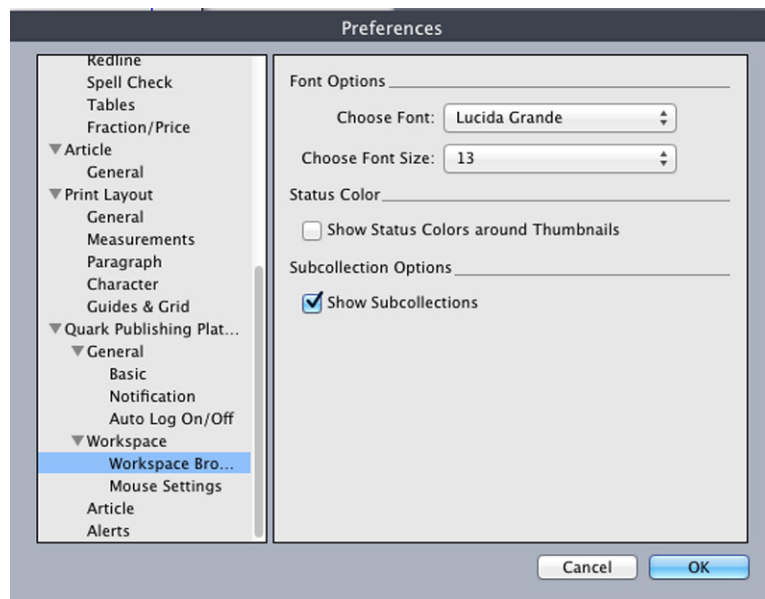 Preferences
Redline
Spell Check
Tables
Fraction/Price
Article
General
Print Layout
General
Measurements
Paragraph
Character
Guides & Grid
Quark Publishing Plat...
General
Basic
Notification
Auto Log On/Off
Workspace
Workspace Bro...
Mouse Settings
Article
Alerts
Font Options
Choose Font: Lucida Grande
Choose Font Size: 13
Status Color
Show Status Colors around Thumbnails
Subcollection Options
Show Subcollections
Cancel OK